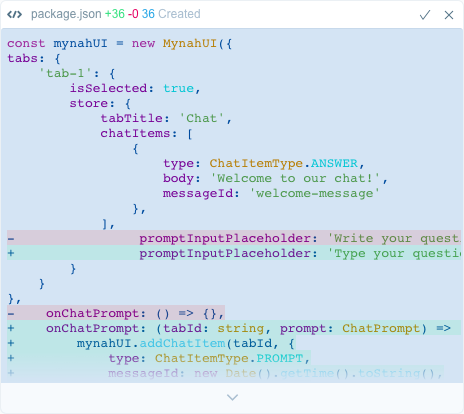 </> package.json +36 -0 36 Created
const mynahUI = new MynahUI({
tabs: {
    'tab-1': {
        isSelected: true,
        store: {
            tabTitle: 'Chat',
            chatItems: [
                {
                    type: ChatItemType.ANSWER,
                    body: 'Welcome to our chat!',
                    messageId: 'welcome-message'
                },
            ],
-                promptInputPlaceholder: 'Write your quest
+                promptInputPlaceholder: 'Type your questio
        }
    }
},
-    onChatPrompt: () => {},
+    onChatPrompt: (tabId: string, prompt: ChatPrompt) =>
+        mynahUI.addChatItem(tabId, {
+            type: ChatItemType.PROMPT,
+            messageId: new Date().getTime().toString(),